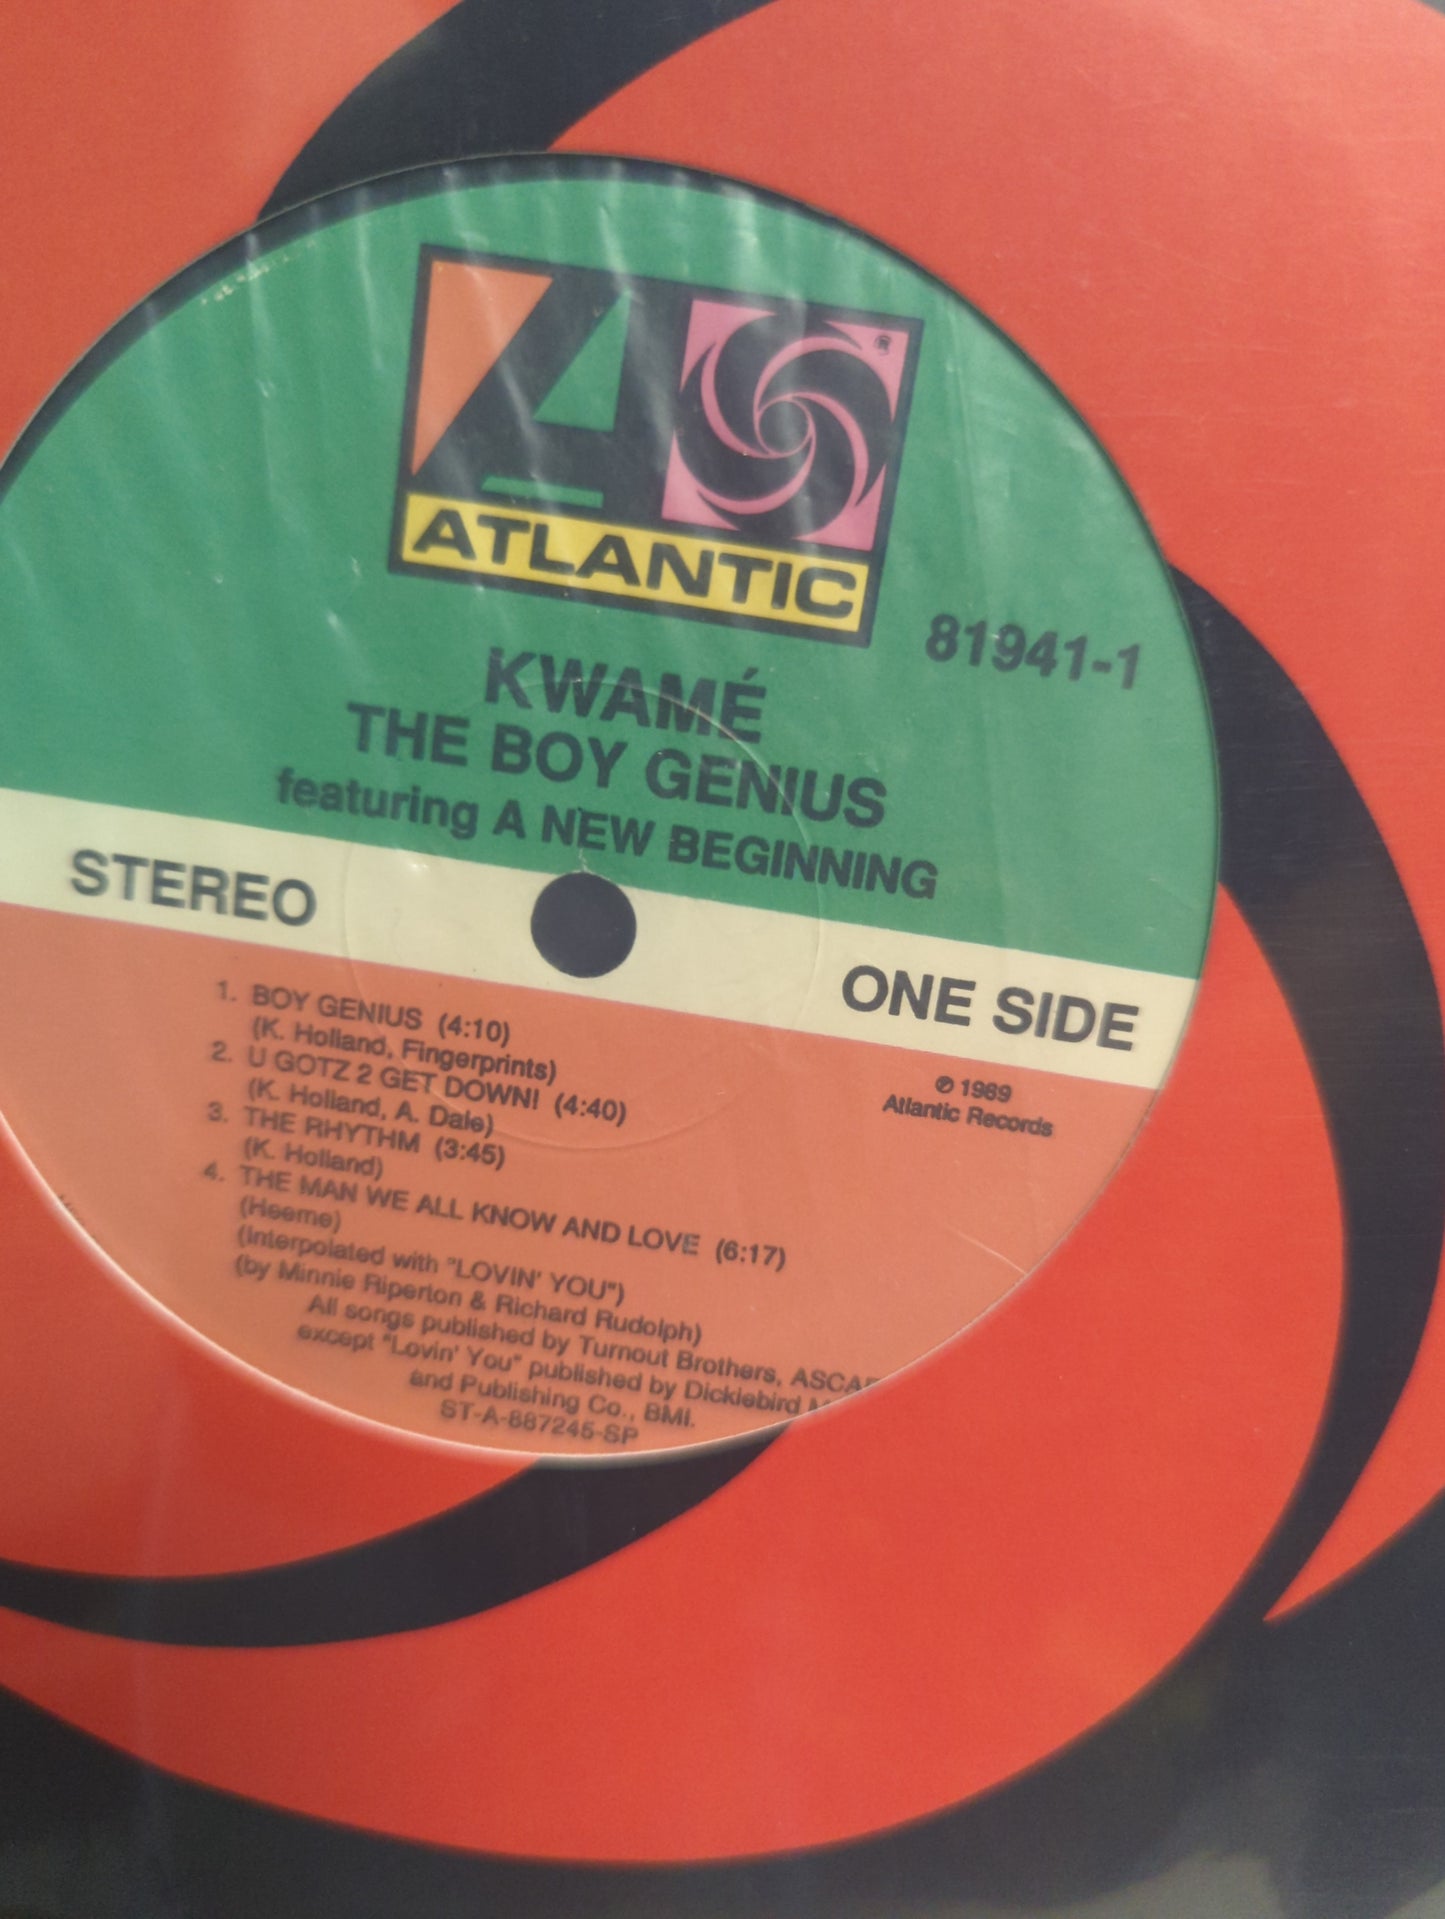 ®
ATLANTIC
81941-1
KWAMÉ
THE BOY GENIUS
featuring A NEW BEGINNING
STEREO
ONE SIDE
℗ 1989
Atlantic Records
1. BOY GENIUS (4:10)
(K. Holland, Fingerprints)
2. U GOTZ 2 GET DOWN! (4:40)
(K. Holland, A. Dale)
3. THE RHYTHM (3:45)
(K. Holland)
4. THE MAN WE ALL KNOW AND LOVE (6:17)
(Heeme)
(Interpolated with "LOVIN' YOU")
(by Minnie Riperton & Richard Rudolph)
All songs published by Turnout Brothers, ASCAP
except "Lovin' You" published by Dicklebird
and Publishing Co., BMI.
ST-A-887245-SP